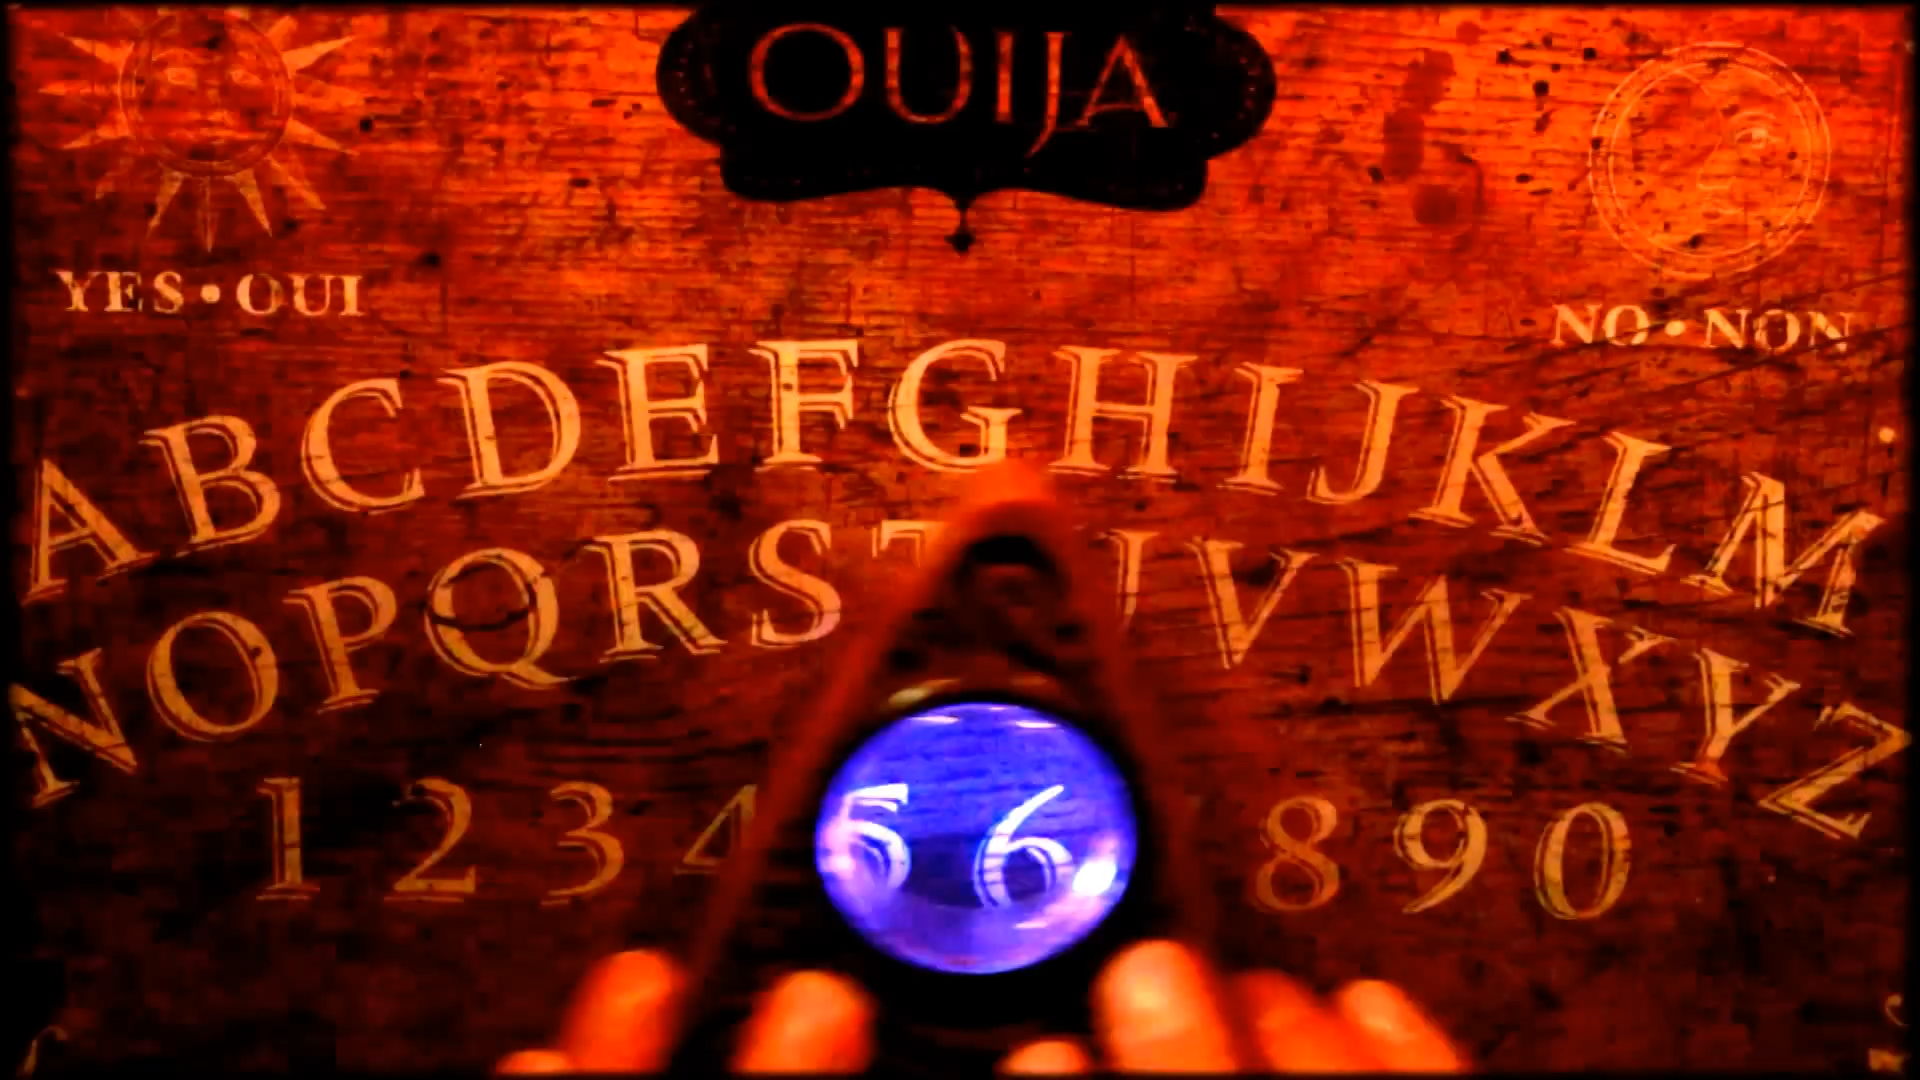 OUIJA
YES • OUI
NO • NON
ABCDEFGHIJKLM
NOPQRST VWXYZ
1234 56 890